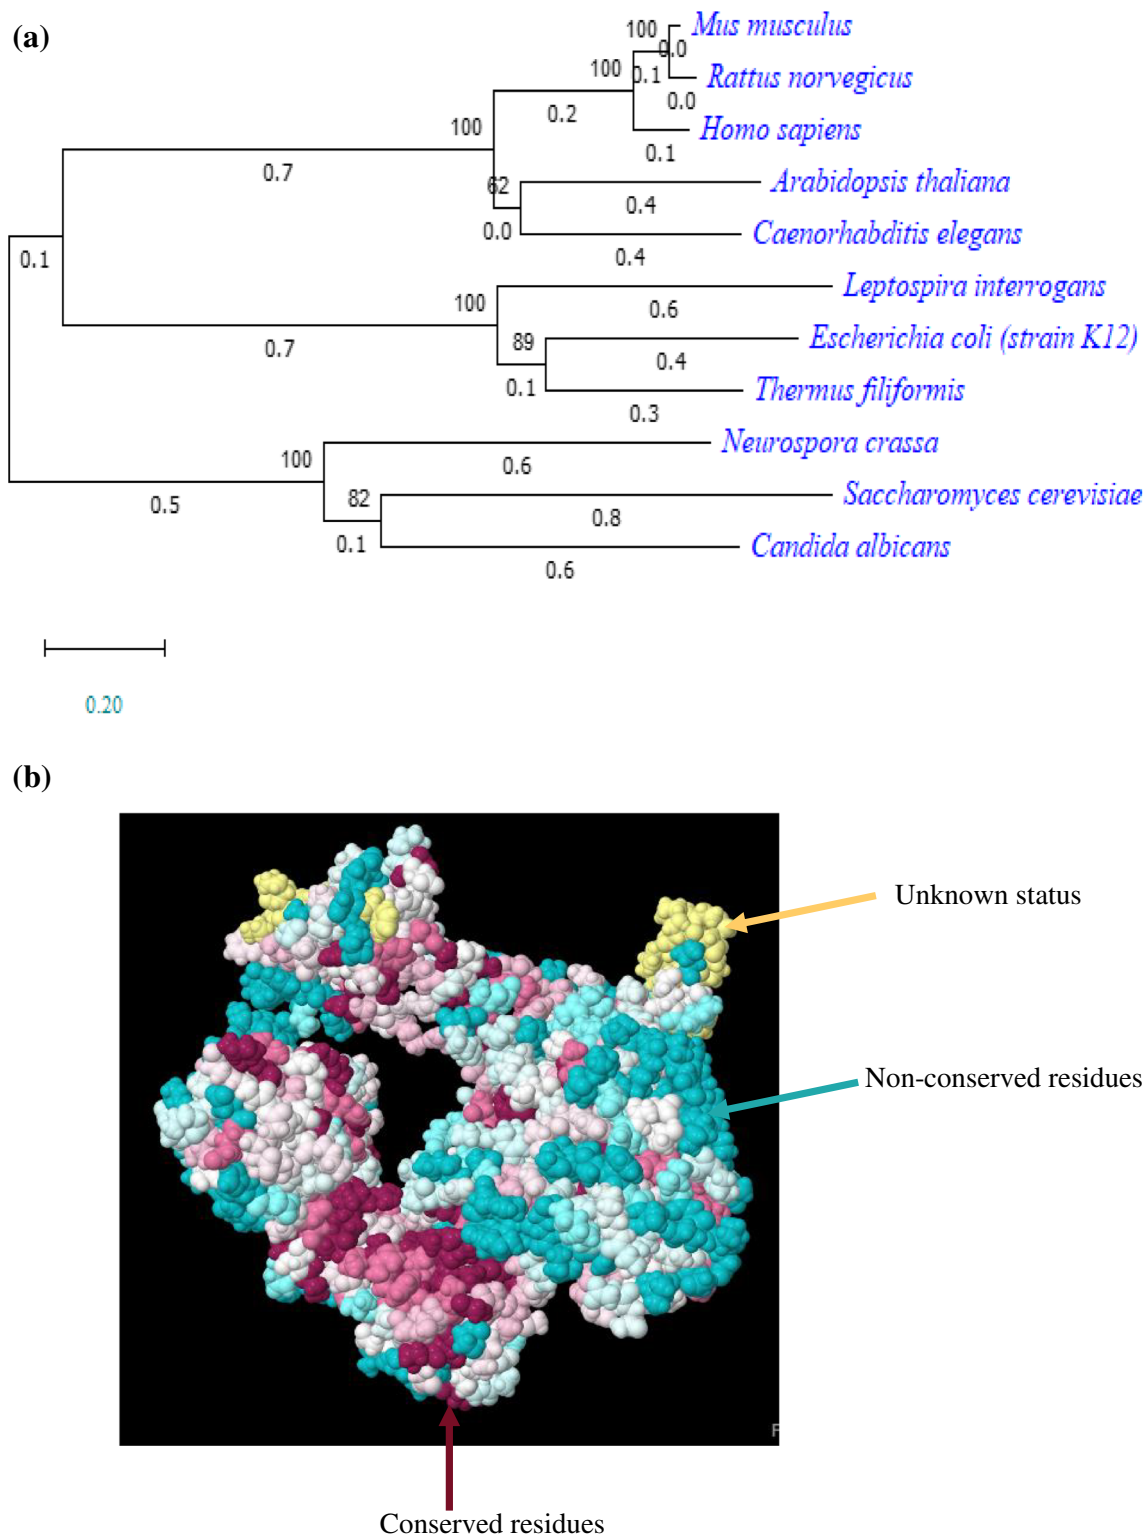 (a)
100
Mus musculus
0.0
100
0.1
Rattus norvegicus
0.0
0.2
Homo sapiens
100
0.1
0.7
62
Arabidopsis thaliana
0.4
0.0
Caenorhabditis elegans
0.1
0.4
100
Leptospira interrogans
0.6
0.7
89
Escherichia coli (strain K12)
0.4
0.1
Thermus filiformis
0.3
Neurospora crassa
100
0.6
0.5
82
Saccharomyces cerevisiae
0.8
0.1
Candida albicans
0.6
0.20
(b)
Unknown status
Non-conserved residues
F
Conserved residues